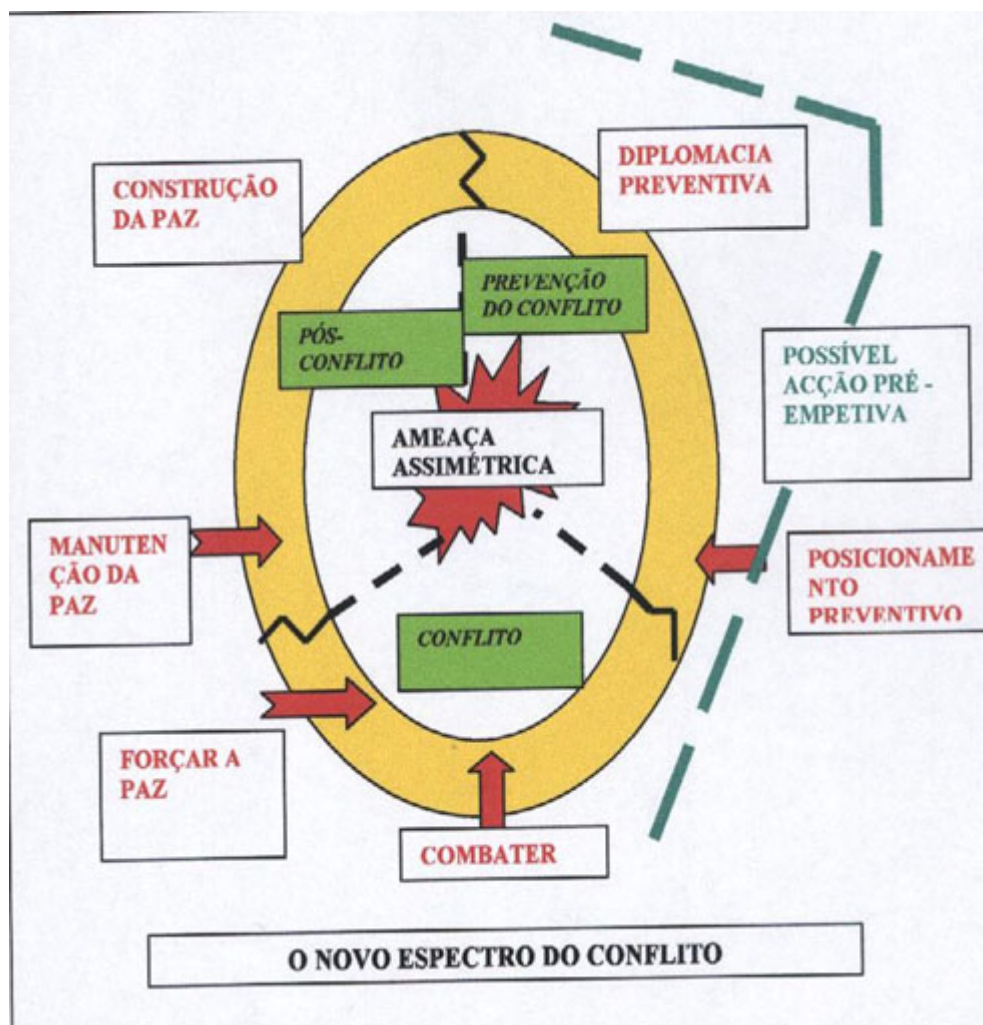 CONSTRUÇÃO
DA PAZ
DIPLOMACIA
PREVENTIVA
PREVENÇÃO
DO CONFLITO
PÓS-
CONFLITO
POSSÍVEL
ACÇÃO PRÉ -
EMPETIVA
AMEAÇA
ASSIMÉTRICA
MANUTEN
ÇÃO DA
PAZ
POSICIONAME
NTO
PREVENTIVO
CONFLITO
FORÇAR A
PAZ
COMBATER
O NOVO ESPECTRO DO CONFLITO